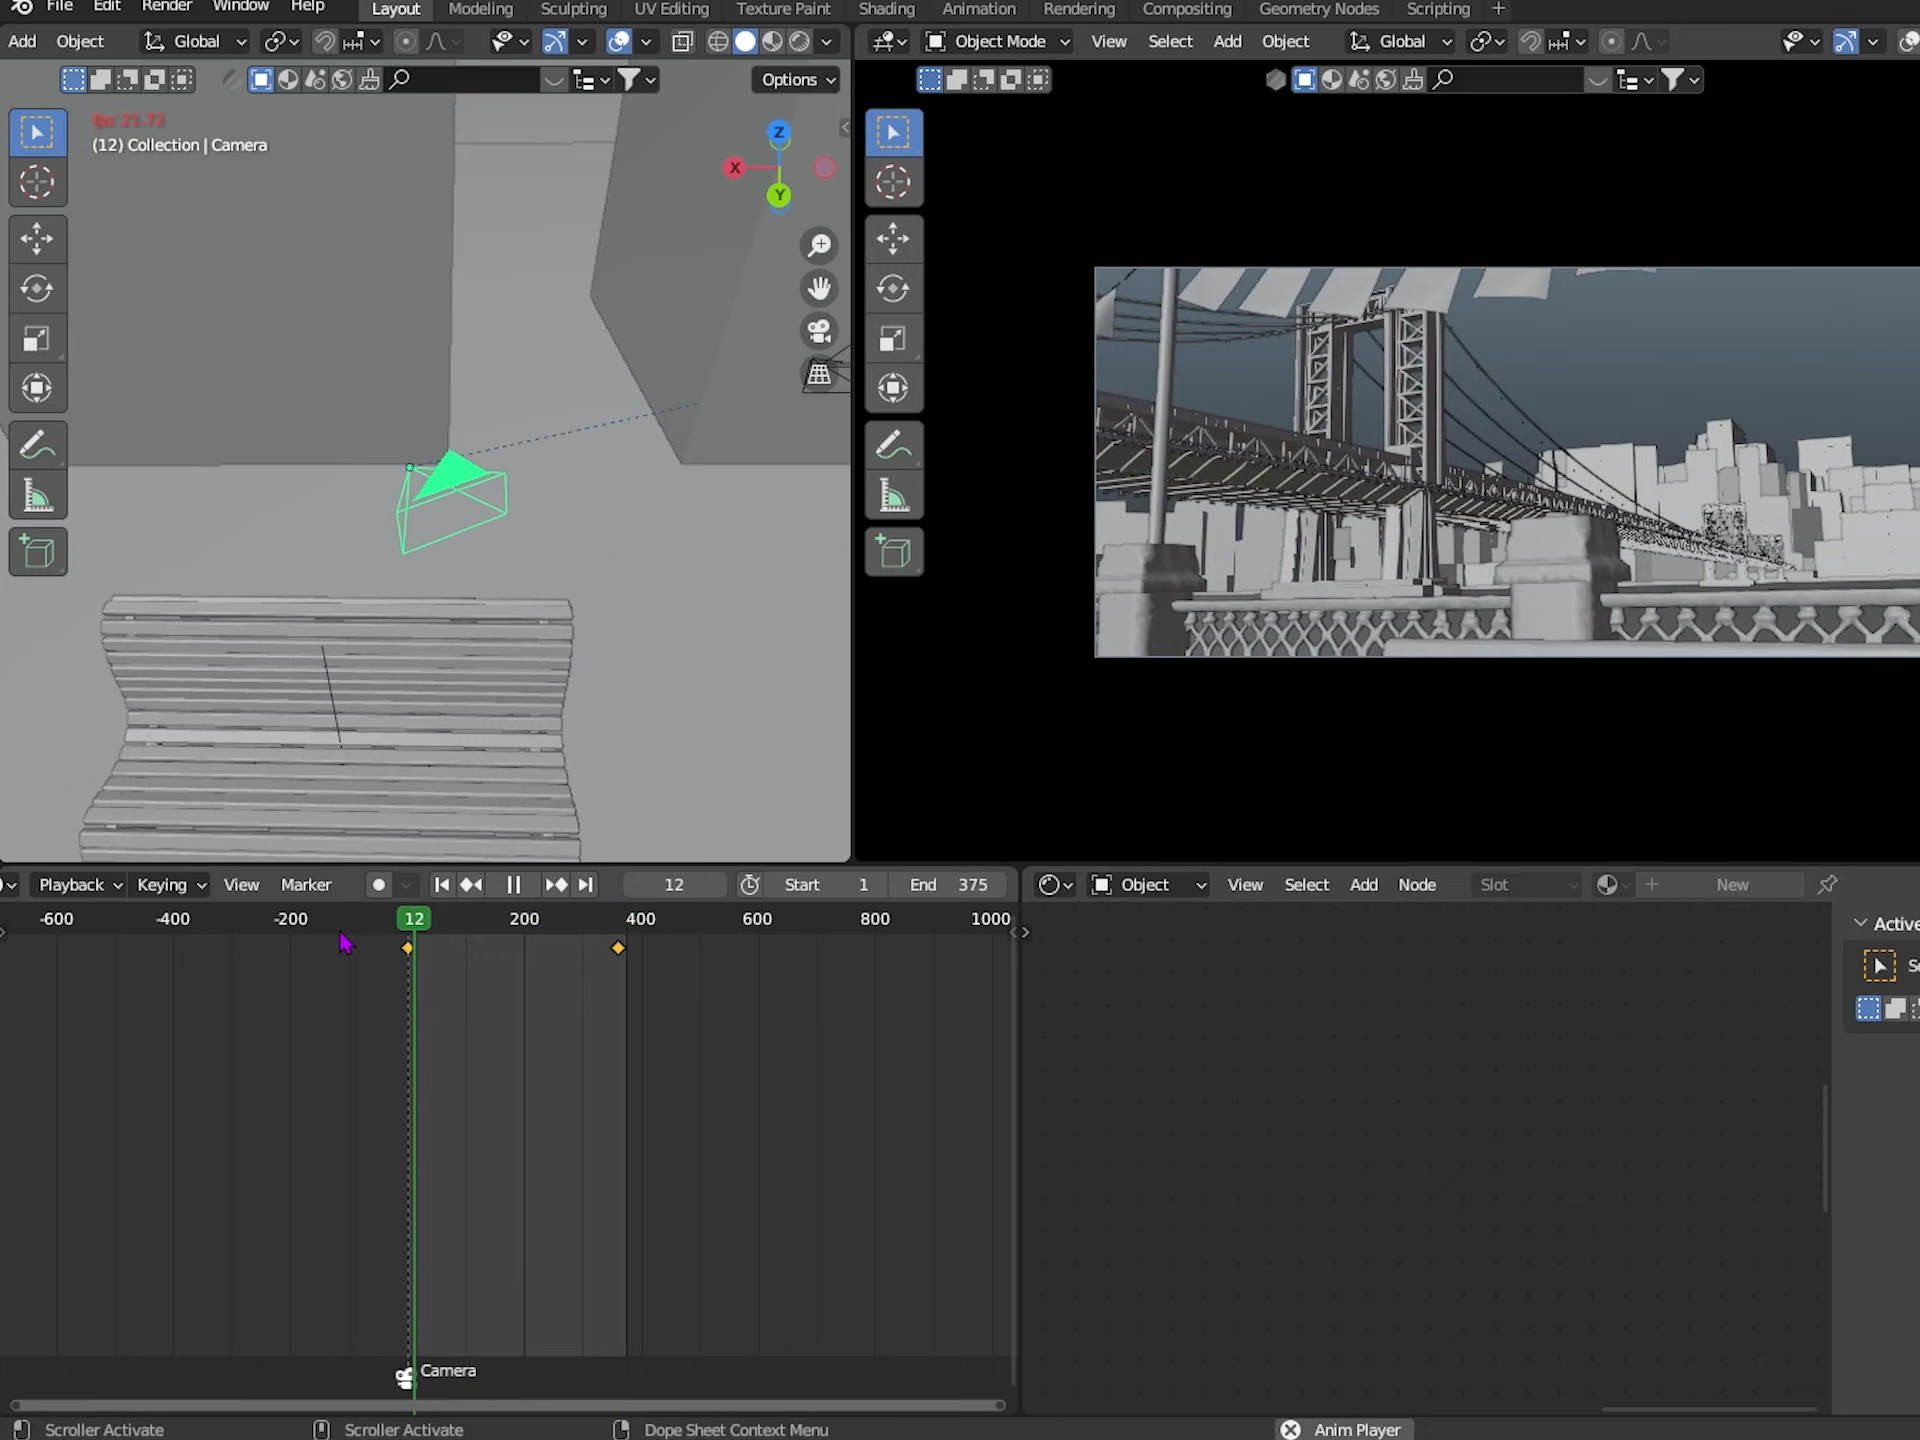 File Edit Render Window Help Layout Modeling Sculpting UV Editing Texture Paint Shading Animation Rendering Compositing Geometry Nodes Scripting +
Add Object Global
Object Mode View Select Add Object Global
Options
fps: 21.72
(12) Collection | Camera
Z
X
Y
Playback Keying View Marker 12 Start 1 End 375
Object View Select Add Node Slot New
-600 -400 -200 12 200 400 600 800 1000
Active
Camera
Scroller Activate Scroller Activate Dope Sheet Context Menu Anim Player